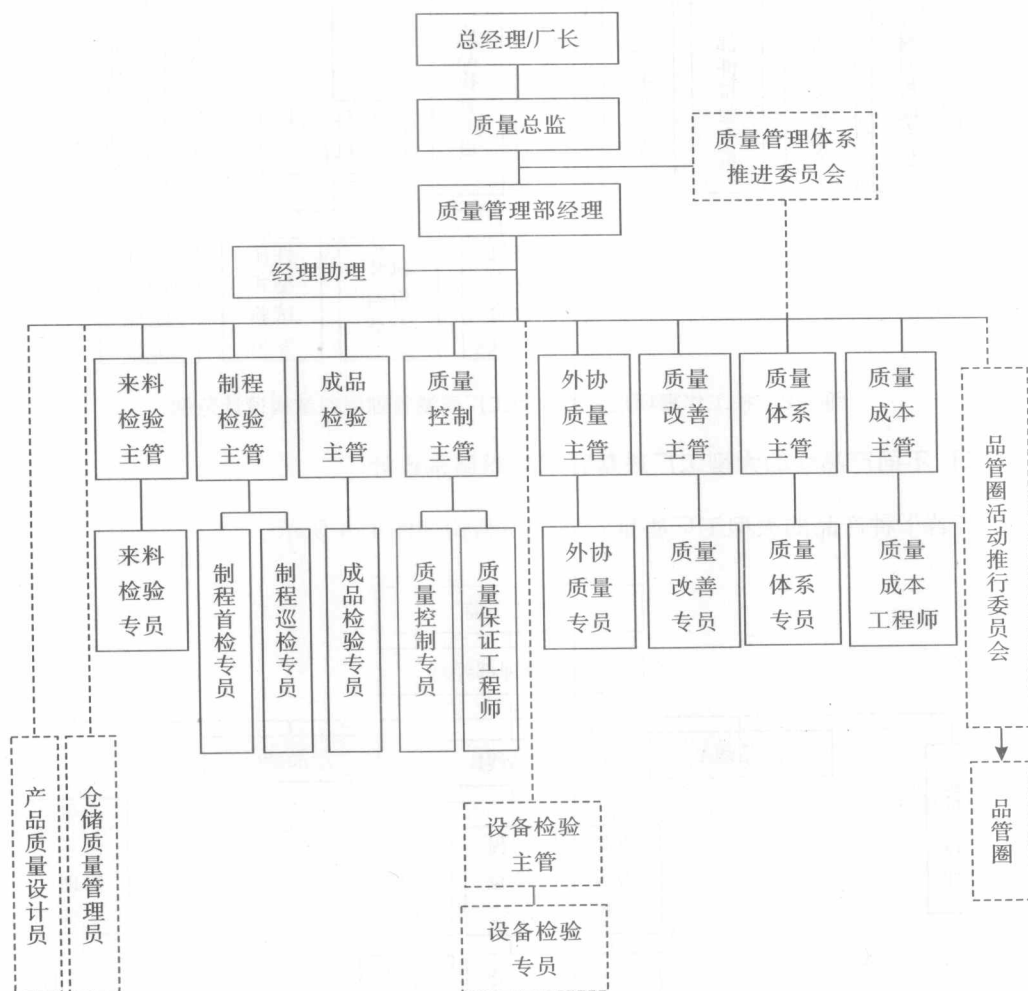 总经理/厂长
质量总监
质量管理体系
推进委员会
质量管理部经理
经理助理
来料
检验
主管
制程
检验
主管
成品
检验
主管
质量
控制
主管
外协
质量
主管
质量
改善
主管
质量
体系
主管
质量
成本
主管
品管圈活动推行委员会
来料
检验
专员
制程首检专员
制程巡检专员
成品检验专员
质量控制专员
质量保证工程师
外协
质量
专员
质量
改善
专员
质量
体系
专员
质量
成本
工程师
产品质量设计员
仓储质量管理员
设备检验
主管
设备检验
专员
品管圈